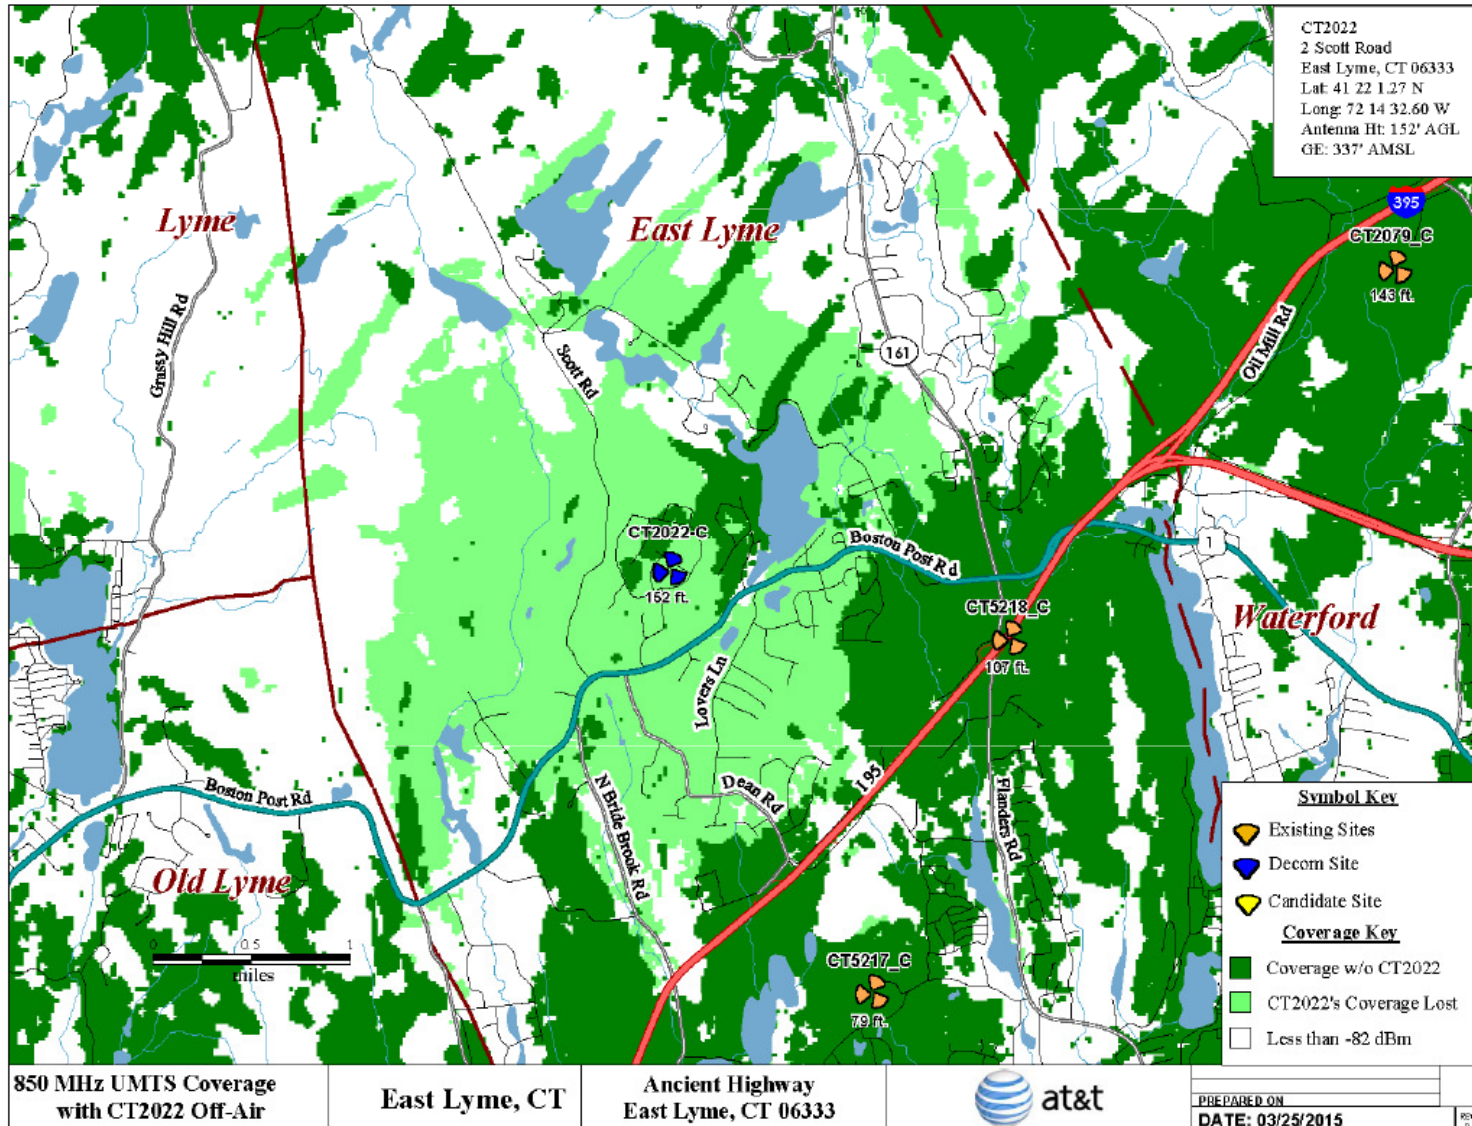 CT2022
2 Scott Road
East Lyme, CT 06333
Lat: 41 22 1.27 N
Long: 72 14 32.60 W
Antenna Ht: 152' AGL
GE: 337' AMSL
395
CT2079_C
143 ft.
Lyme
East Lyme
Grassy Hill Rd
Scott Rd
161
Oil Mill Rd
CT2022-C
152 ft.
Boston Post Rd
1
CT5218_C
107 ft.
Waterford
Lovers Ln
I 95
Dean Rd
N Bride Brook Rd
Flanders Rd
Boston Post Rd
Old Lyme
0 0.5 1
miles
CT5217_C
79 ft.
Symbol Key
Existing Sites
Decom Site
Candidate Site
Coverage Key
Coverage w/o CT2022
CT2022's Coverage Lost
Less than -82 dBm
850 MHz UMTS Coverage
with CT2022 Off-Air
East Lyme, CT
Ancient Highway
East Lyme, CT 06333
at&t
PREPARED ON
DATE: 03/25/2015